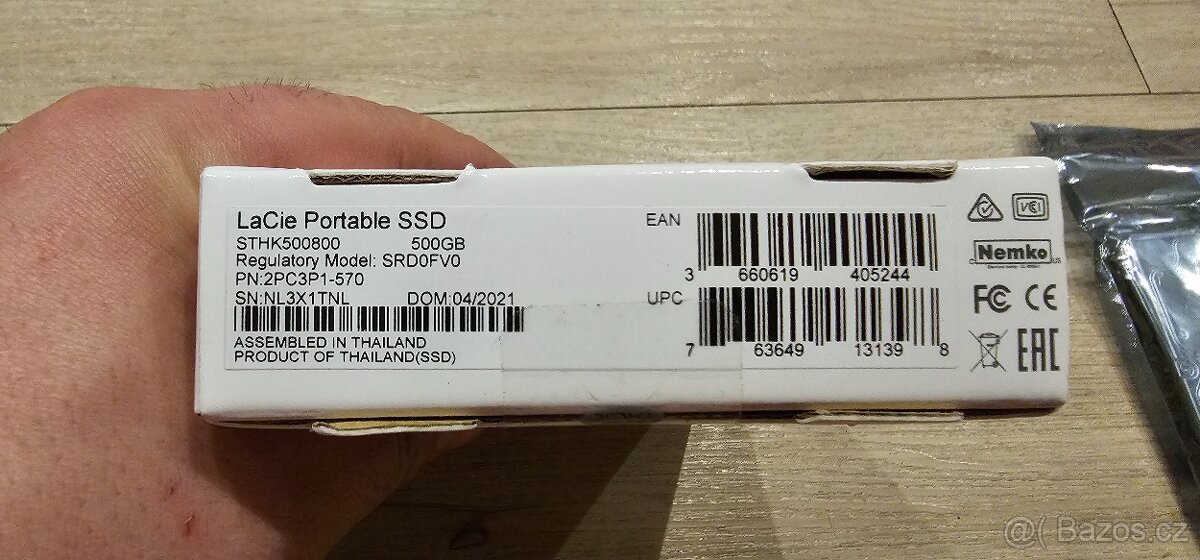 LaCie Portable SSD
STHK500800 500GB
Regulatory Model: SRD0FV0
PN:2PC3P1-570
SN:NL3X1TNL DOM:04/2021
ASSEMBLED IN THAILAND
PRODUCT OF THAILAND(SSD)
EAN
3 660619 405244
UPC
7 63649 13139 8
VCI
c Nemko us
FC CE
EAC
@( Bazos.cz